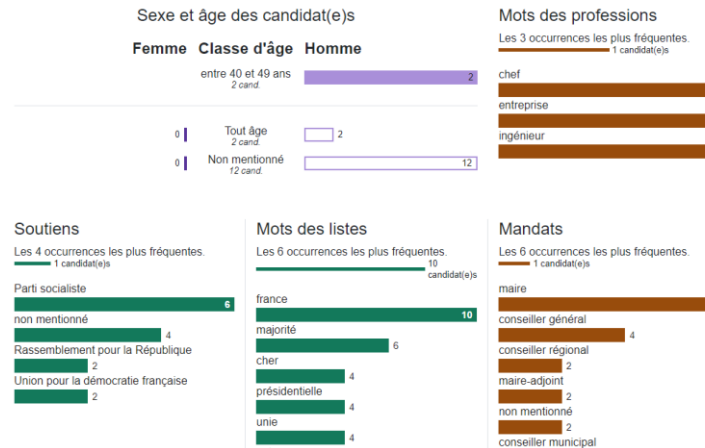 Sexe et âge des candidat(e)s
Femme Classe d'âge Homme
entre 40 et 49 ans
2 cand.
2
0
Tout âge
2 cand.
2
0
Non mentionné
12 cand.
12
Mots des professions
Les 3 occurrences les plus fréquentes.
1 candidat(e)s
chef
entreprise
ingénieur
Soutiens
Les 4 occurrences les plus fréquentes.
1 candidat(e)s
Parti socialiste
6
non mentionné
4
Rassemblement pour la République
2
Union pour la démocratie française
2
Mots des listes
Les 6 occurrences les plus fréquentes.
10
candidat(e)s
france
10
majorité
6
cher
4
présidentielle
4
unie
4
Mandats
Les 6 occurrences les plus fréquentes.
1 candidat(e)s
maire
conseiller général
4
conseiller régional
2
maire-adjoint
2
non mentionné
2
conseiller municipal